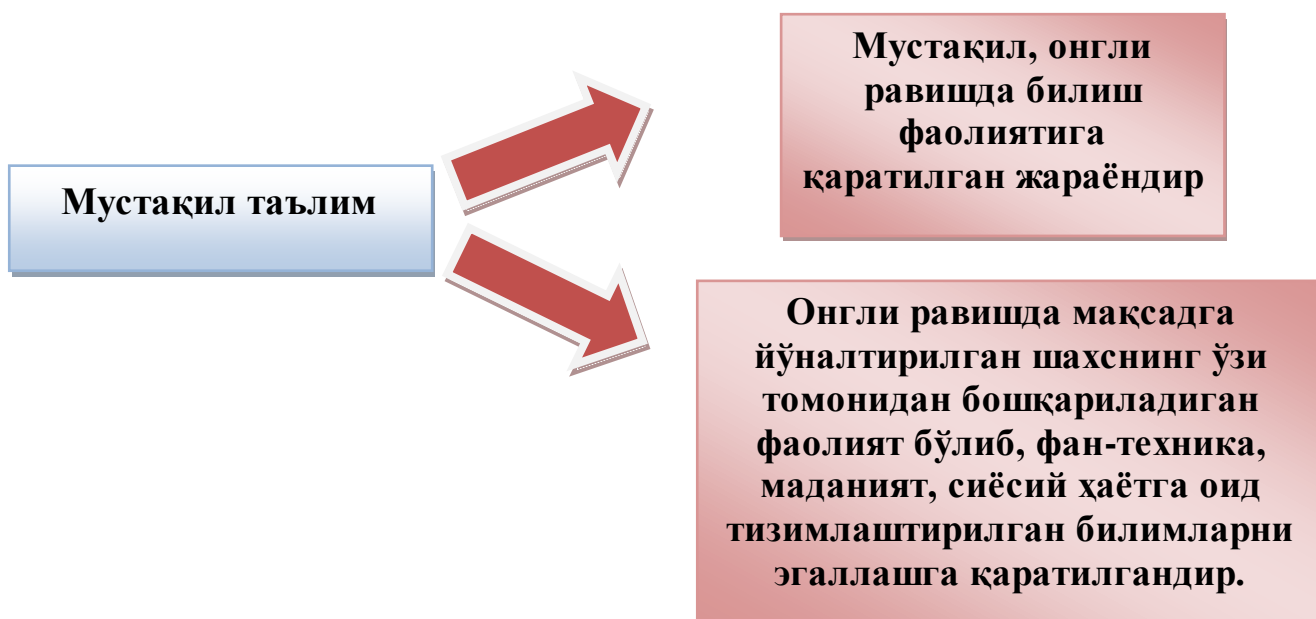 Мустақил таълим
Мустақил, онгли
равишда билиш
фаолиятига
қаратилган жараёндир
Онгли равишда мақсадга
йўналтирилган шахснинг ўзи
томонидан бошқариладиган
фаолият бўлиб, фан-техника,
маданият, сиёсий ҳаётга оид
тизимлаштирилган билимларни
эгаллашга қаратилгандир.